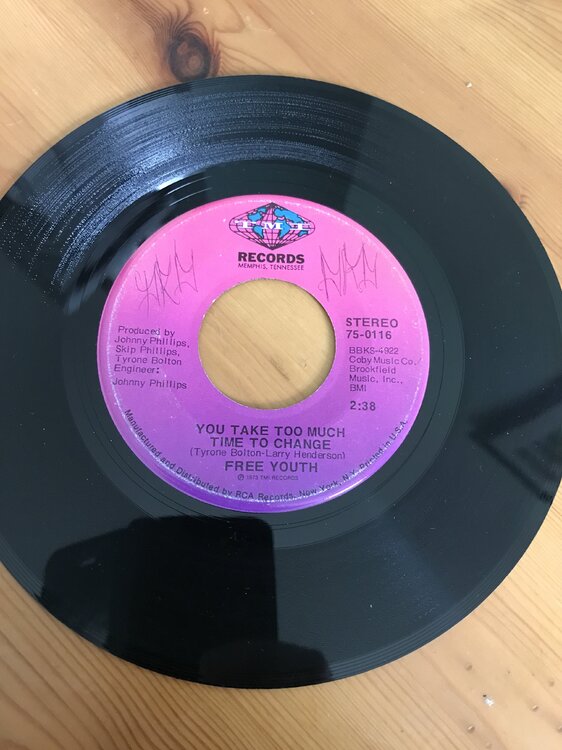 TMI
RECORDS
MEMPHIS, TENNESSEE
Produced by
Johnny Phillips,
Skip Phillips,
Tyrone Bolton
Engineer:
Johnny Phillips
STEREO
75-0116
BBKS-4922
Coby Music Co./
Brookfield
Music, Inc.,
BMI
2:38
YOU TAKE TOO MUCH
TIME TO CHANGE
(Tyrone Bolton-Larry Henderson)
FREE YOUTH
℗ 1973 TMI RECORDS
Manufactured and Distributed by RCA Records, New York, N.Y. Printed in U.S.A.